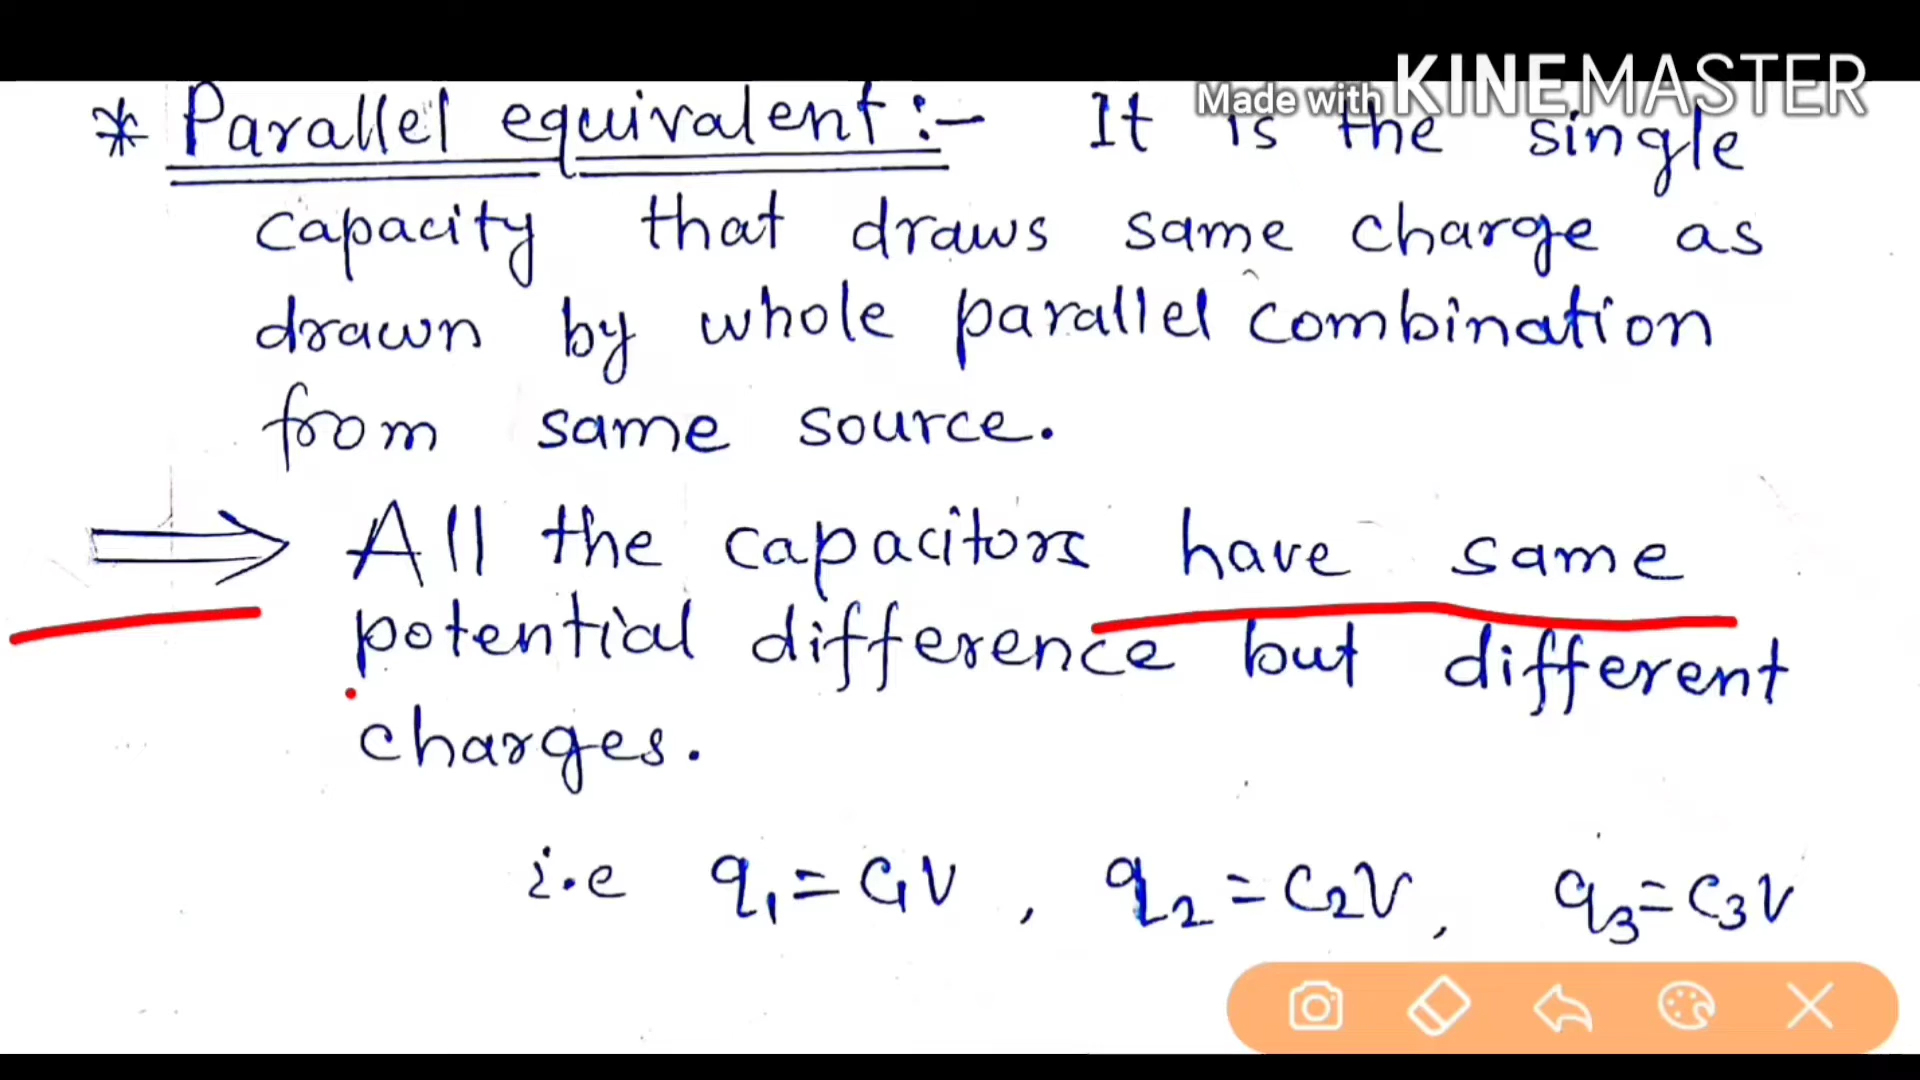 Made with KINEMASTER
* Parallel equivalent :- It is the single
capacity that draws same charge as
drawn by whole parallel combination
from same source.
⇒ All the capacitors have same
potential difference but different
charges.
i.e q₁ = C₁V , q₂ = C₂V , q₃ = C₃V